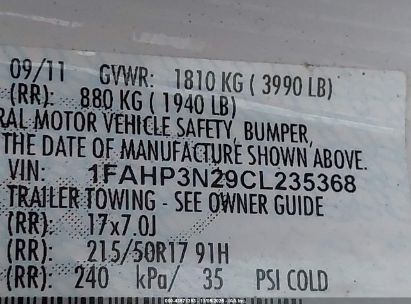 09/11 GVWR: 1810 KG ( 3990 LB)
(RR): 880 KG ( 1940 LB)
RAL MOTOR VEHICLE SAFETY, BUMPER,
THE DATE OF MANUFACTURE SHOWN ABOVE.
VIN: 1FAHP3N29CL235368
TRAILER TOWING - SEE OWNER GUIDE
(RR): 17x7.0J
(RR): 215/50R17 91H
(RR): 240 kPa/ 35 PSI COLD